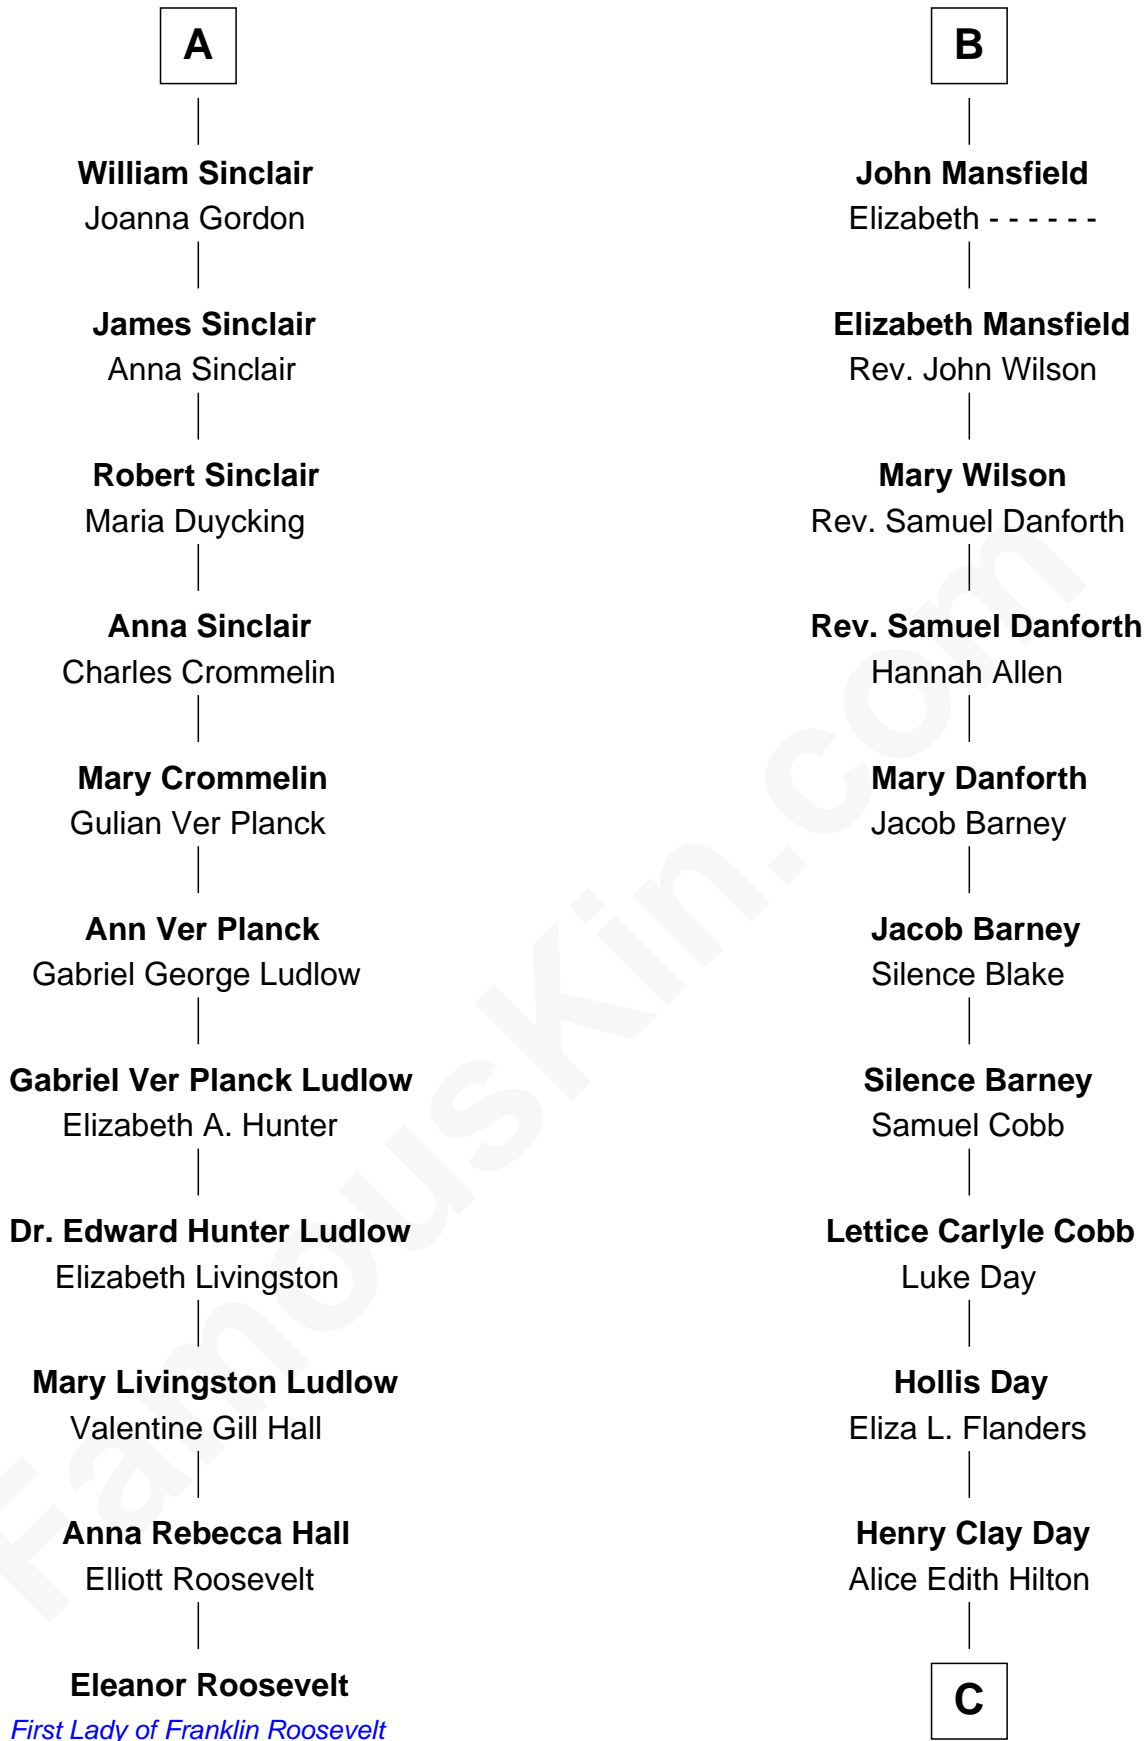 A
William Sinclair
Joanna Gordon
James Sinclair
Anna Sinclair
Robert Sinclair
Maria Duycking
Anna Sinclair
Charles Crommelin
Mary Crommelin
Gulian Ver Planck
Ann Ver Planck
Gabriel George Ludlow
Gabriel Ver Planck Ludlow
Elizabeth A. Hunter
Dr. Edward Hunter Ludlow
Elizabeth Livingston
Mary Livingston Ludlow
Valentine Gill Hall
Anna Rebecca Hall
Elliott Roosevelt
Eleanor Roosevelt
First Lady of Franklin Roosevelt
B
John Mansfield
Elizabeth - - - - - -
Elizabeth Mansfield
Rev. John Wilson
Mary Wilson
Rev. Samuel Danforth
Rev. Samuel Danforth
Hannah Allen
Mary Danforth
Jacob Barney
Jacob Barney
Silence Blake
Silence Barney
Samuel Cobb
Lettice Carlyle Cobb
Luke Day
Hollis Day
Eliza L. Flanders
Henry Clay Day
Alice Edith Hilton
C
FamousKin.com